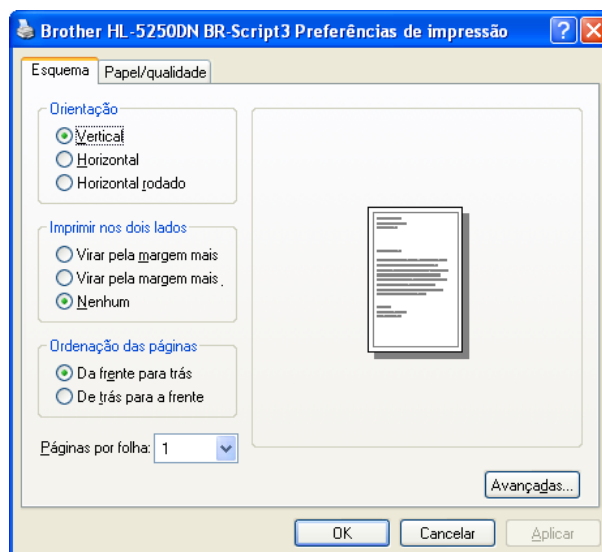 Brother HL-5250DN BR-Script3 Preferências de impressão
Esquema Papel/qualidade
Orientação
Vertical
Horizontal
Horizontal rodado
Imprimir nos dois lados
Virar pela margem mais
Virar pela margem mais .
Nenhum
Ordenação das páginas
Da frente para trás
De trás para a frente
Páginas por folha: 1
Avançadas...
OK Cancelar Aplicar